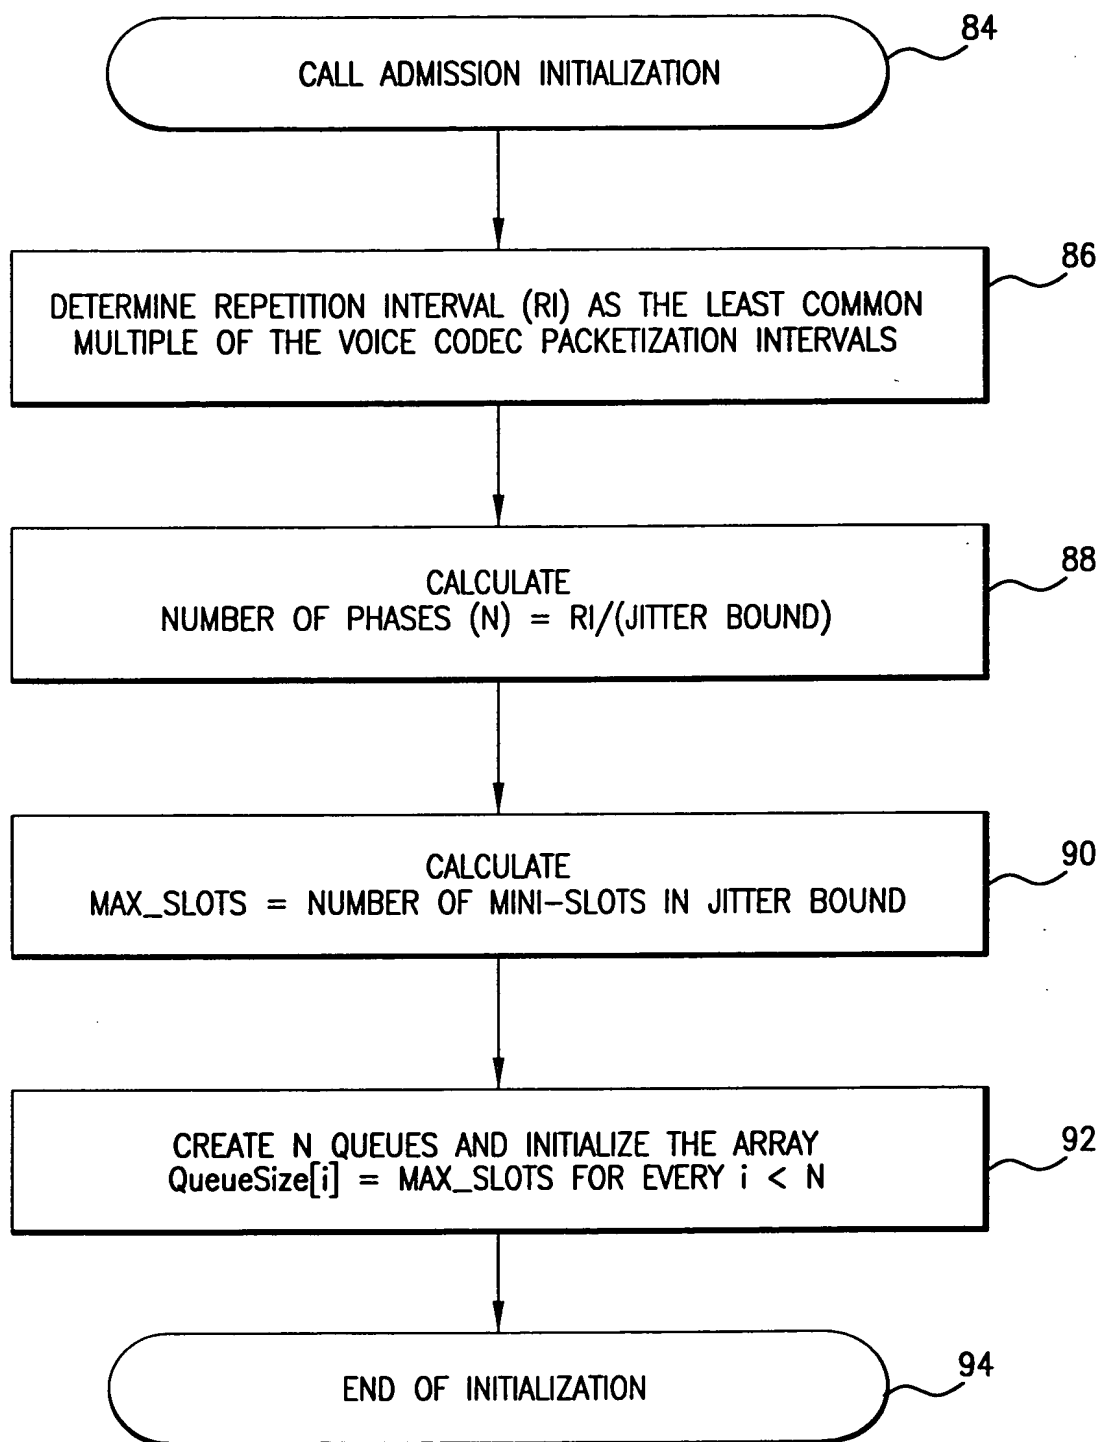 84
CALL ADMISSION INITIALIZATION
86
DETERMINE REPETITION INTERVAL (RI) AS THE LEAST COMMON
MULTIPLE OF THE VOICE CODEC PACKETIZATION INTERVALS
88
CALCULATE
NUMBER OF PHASES (N) = RI/(JITTER BOUND)
90
CALCULATE
MAX_SLOTS = NUMBER OF MINI-SLOTS IN JITTER BOUND
92
CREATE N QUEUES AND INITIALIZE THE ARRAY
QueueSize[i] = MAX_SLOTS FOR EVERY i < N
94
END OF INITIALIZATION